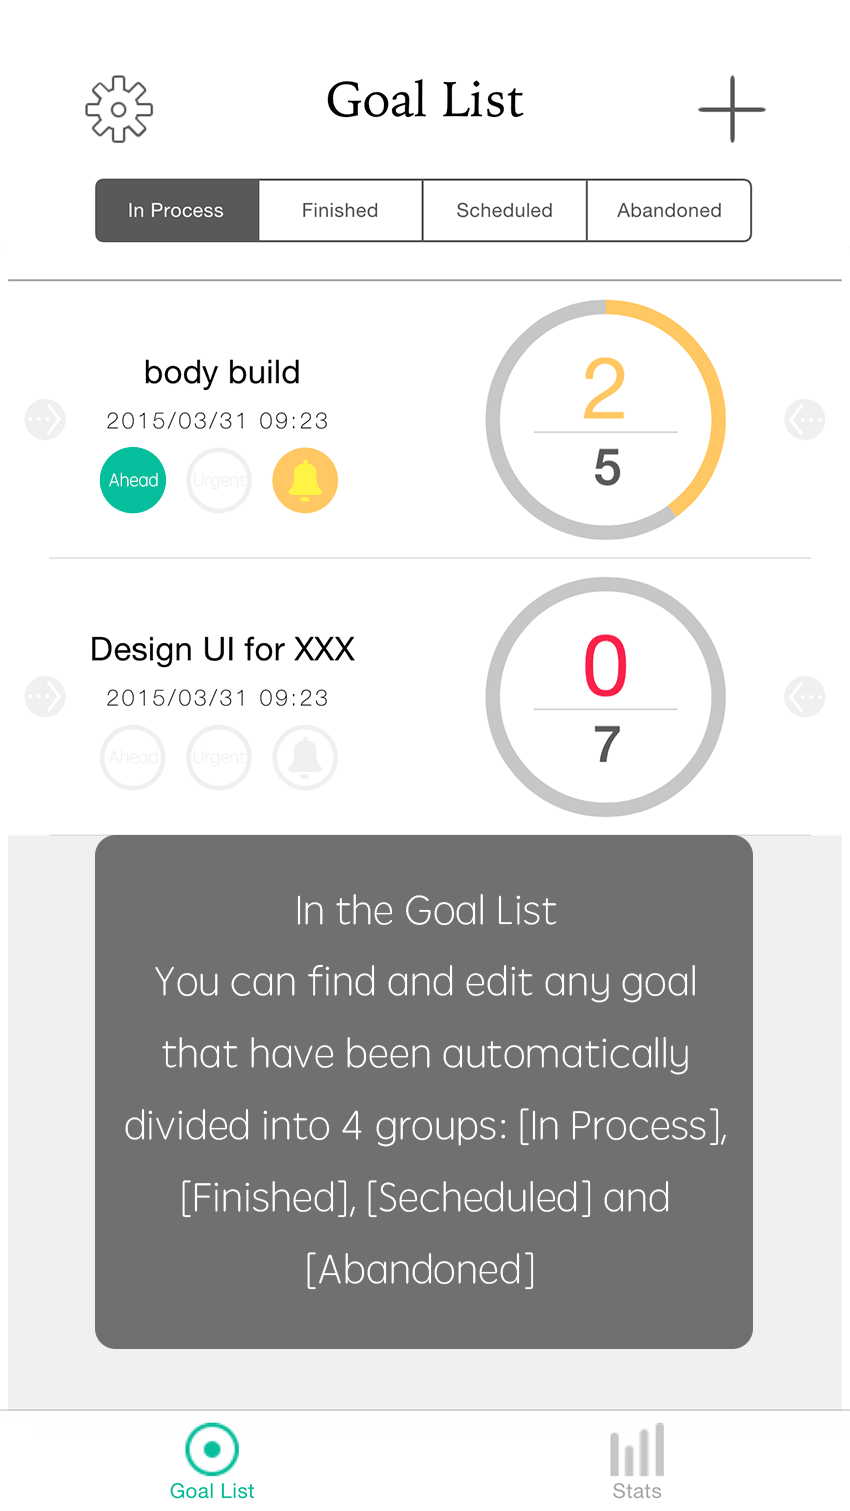 Goal List
In Process Finished Scheduled Abandoned
body build
2015/03/31 09:23
Ahead Urgent
2
5
Design UI for XXX
2015/03/31 09:23
Ahead Urgent
0
7
In the Goal List
You can find and edit any goal
that have been automatically
divided into 4 groups: [In Process],
[Finished], [Secheduled] and
[Abandoned]
Goal List Stats